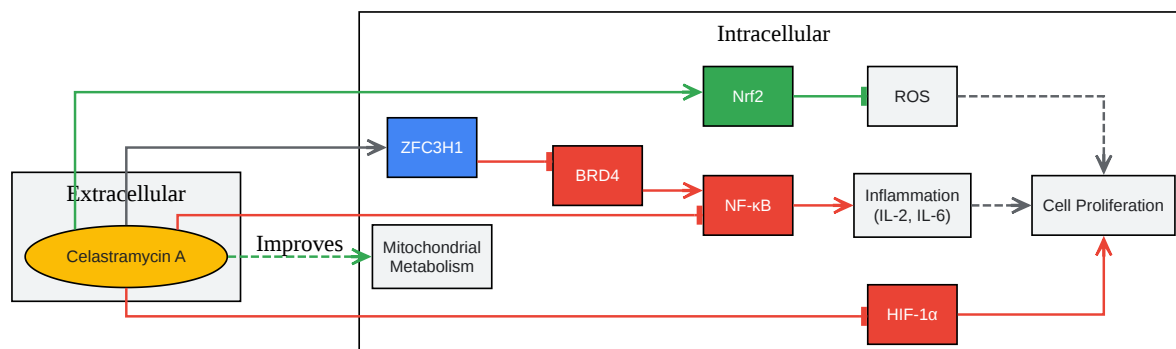 Intracellular
Nrf2
ROS
ZFC3H1
BRD4
Extracellular
NF-κB
Inflammation
(IL-2, IL-6)
Cell Proliferation
Celastramycin A
Improves
Mitochondrial
Metabolism
HIF-1α